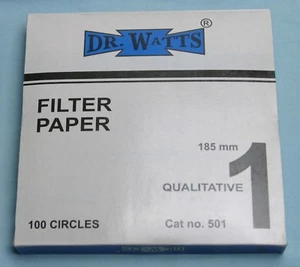 DR. WATTS ®
FILTER
PAPER
185 mm
1
QUALITATIVE
100 CIRCLES
Cat no. 501